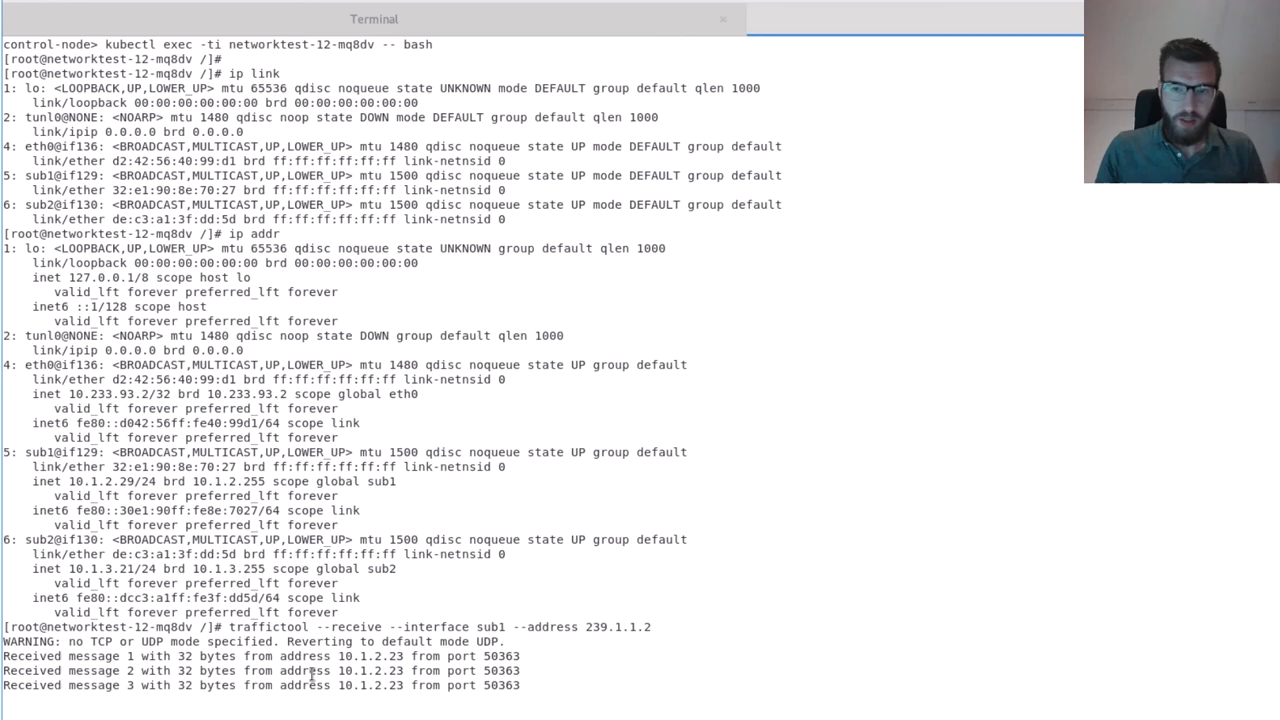 Terminal ×
control-node> kubectl exec -ti networktest-12-mq8dv -- bash
[root@networktest-12-mq8dv /]#
[root@networktest-12-mq8dv /]# ip link
1: lo: <LOOPBACK,UP,LOWER_UP> mtu 65536 qdisc noqueue state UNKNOWN mode DEFAULT group default qlen 1000
    link/loopback 00:00:00:00:00:00 brd 00:00:00:00:00:00
2: tunl0@NONE: <NOARP> mtu 1480 qdisc noop state DOWN mode DEFAULT group default qlen 1000
    link/ipip 0.0.0.0 brd 0.0.0.0
4: eth0@if136: <BROADCAST,MULTICAST,UP,LOWER_UP> mtu 1480 qdisc noqueue state UP mode DEFAULT group default
    link/ether d2:42:56:40:99:d1 brd ff:ff:ff:ff:ff:ff link-netnsid 0
5: sub1@if129: <BROADCAST,MULTICAST,UP,LOWER_UP> mtu 1500 qdisc noqueue state UP mode DEFAULT group default
    link/ether 32:e1:90:8e:70:27 brd ff:ff:ff:ff:ff:ff link-netnsid 0
6: sub2@if130: <BROADCAST,MULTICAST,UP,LOWER_UP> mtu 1500 qdisc noqueue state UP mode DEFAULT group default
    link/ether de:c3:a1:3f:dd:5d brd ff:ff:ff:ff:ff:ff link-netnsid 0
[root@networktest-12-mq8dv /]# ip addr
1: lo: <LOOPBACK,UP,LOWER_UP> mtu 65536 qdisc noqueue state UNKNOWN group default qlen 1000
    link/loopback 00:00:00:00:00:00 brd 00:00:00:00:00:00
    inet 127.0.0.1/8 scope host lo
       valid_lft forever preferred_lft forever
    inet6 ::1/128 scope host
       valid_lft forever preferred_lft forever
2: tunl0@NONE: <NOARP> mtu 1480 qdisc noop state DOWN group default qlen 1000
    link/ipip 0.0.0.0 brd 0.0.0.0
4: eth0@if136: <BROADCAST,MULTICAST,UP,LOWER_UP> mtu 1480 qdisc noqueue state UP group default
    link/ether d2:42:56:40:99:d1 brd ff:ff:ff:ff:ff:ff link-netnsid 0
    inet 10.233.93.2/32 brd 10.233.93.2 scope global eth0
       valid_lft forever preferred_lft forever
    inet6 fe80::d042:56ff:fe40:99d1/64 scope link
       valid_lft forever preferred_lft forever
5: sub1@if129: <BROADCAST,MULTICAST,UP,LOWER_UP> mtu 1500 qdisc noqueue state UP group default
    link/ether 32:e1:90:8e:70:27 brd ff:ff:ff:ff:ff:ff link-netnsid 0
    inet 10.1.2.29/24 brd 10.1.2.255 scope global sub1
       valid_lft forever preferred_lft forever
    inet6 fe80::30e1:90ff:fe8e:7027/64 scope link
       valid_lft forever preferred_lft forever
6: sub2@if130: <BROADCAST,MULTICAST,UP,LOWER_UP> mtu 1500 qdisc noqueue state UP group default
    link/ether de:c3:a1:3f:dd:5d brd ff:ff:ff:ff:ff:ff link-netnsid 0
    inet 10.1.3.21/24 brd 10.1.3.255 scope global sub2
       valid_lft forever preferred_lft forever
    inet6 fe80::dcc3:a1ff:fe3f:dd5d/64 scope link
       valid_lft forever preferred_lft forever
[root@networktest-12-mq8dv /]# traffictool --receive --interface sub1 --address 239.1.1.2
WARNING: no TCP or UDP mode specified. Reverting to default mode UDP.
Received message 1 with 32 bytes from address 10.1.2.23 from port 50363
Received message 2 with 32 bytes from address 10.1.2.23 from port 50363
Received message 3 with 32 bytes from address 10.1.2.23 from port 50363